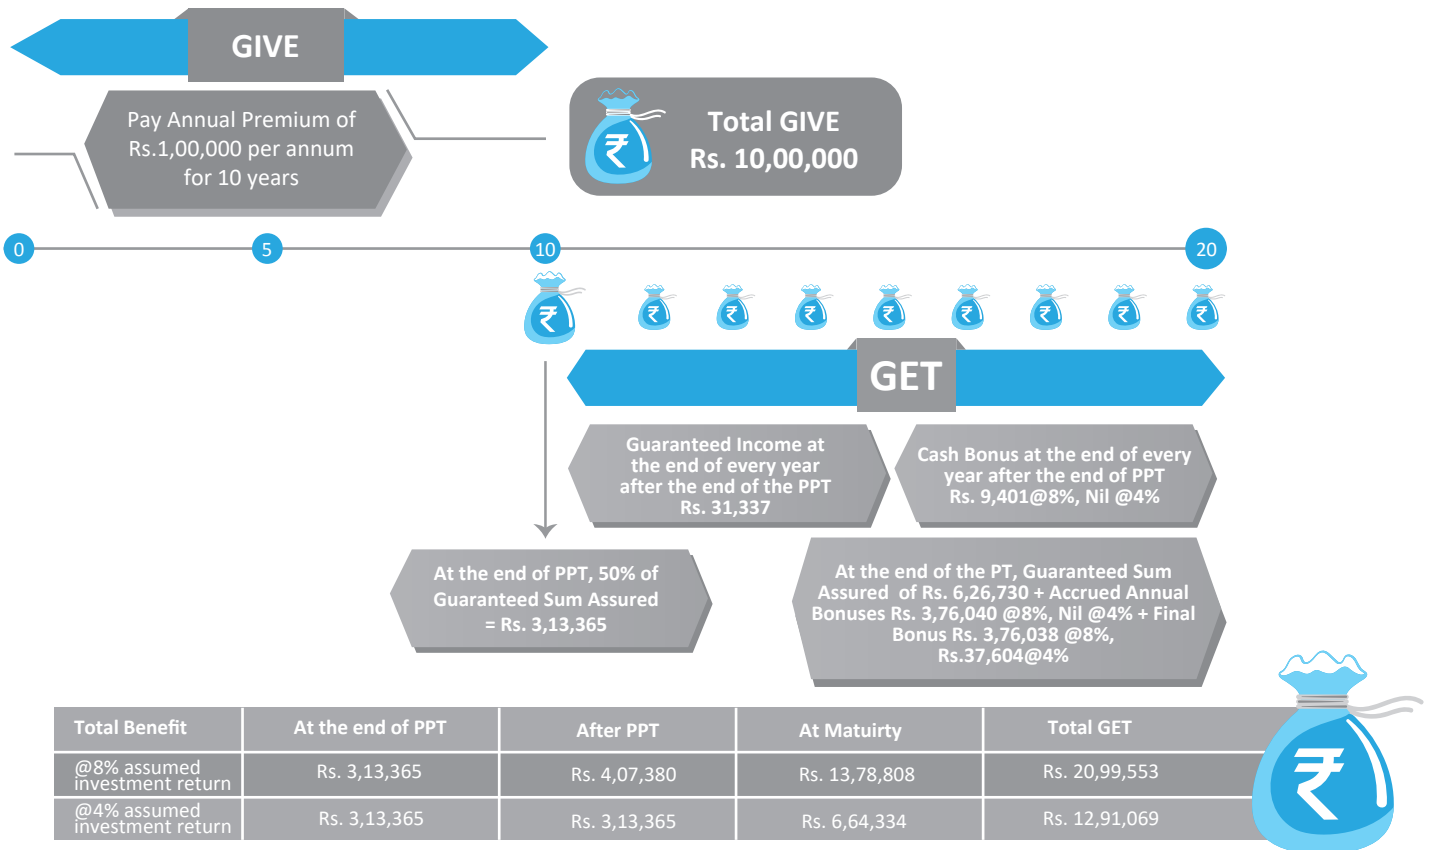 GIVE
Pay Annual Premium of
Rs.1,00,000 per annum
for 10 years
Total GIVE
Rs. 10,00,000
₹
0
5
10
20
₹
₹ ₹ ₹ ₹ ₹ ₹ ₹ ₹
GET
Guaranteed Income at
the end of every year
after the end of the PPT
Rs. 31,337
Cash Bonus at the end of every
year after the end of PPT
Rs. 9,401@8%, Nil @4%
At the end of PPT, 50% of
Guaranteed Sum Assured
= Rs. 3,13,365
At the end of the PT, Guaranteed Sum
Assured of Rs. 6,26,730 + Accrued Annual
Bonuses Rs. 3,76,040 @8%, Nil @4% + Final
Bonus Rs. 3,76,038 @8%,
Rs.37,604@4%
Total Benefit At the end of PPT After PPT At Matuirty Total GET
@8% assumed
investment return
Rs. 3,13,365 Rs. 4,07,380 Rs. 13,78,808 Rs. 20,99,553
@4% assumed
investment return
Rs. 3,13,365 Rs. 3,13,365 Rs. 6,64,334 Rs. 12,91,069
₹